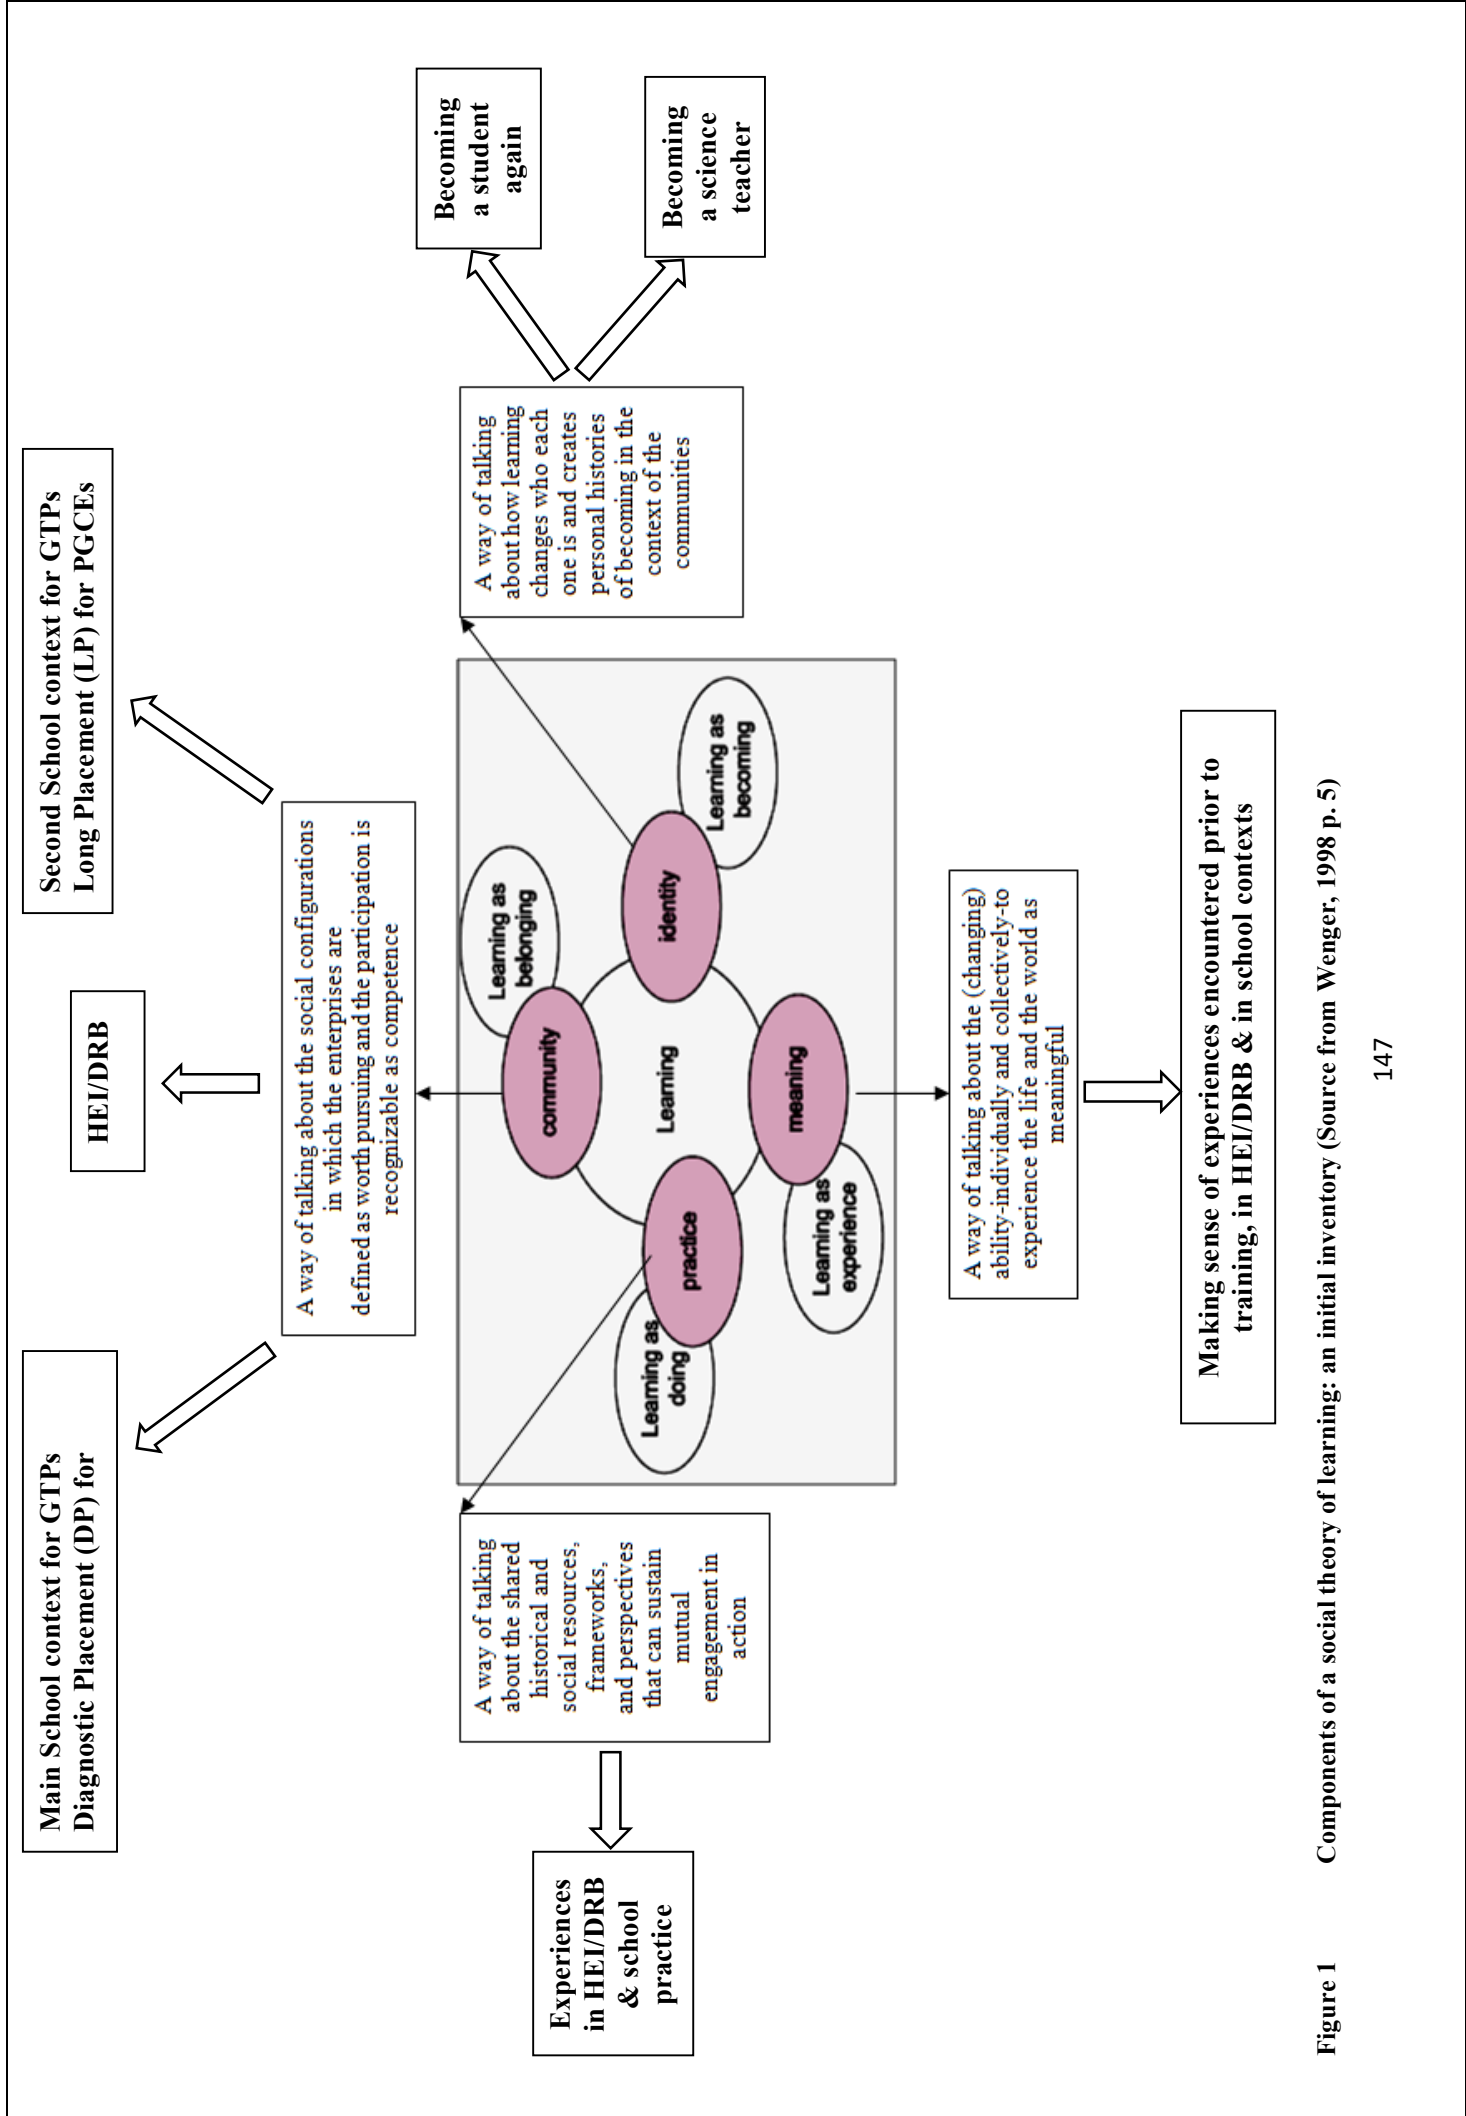 Main School context for GTPs
Diagnostic Placement (DP) for
HEI/DRB
Second School context for GTPs
Long Placement (LP) for PGCEs
A way of talking about the social configurations
in which the enterprises are
defined as worth pursuing and the participation is
recognizable as competence
Experiences
in HEI/DRB
& school
practice
A way of talking
about the shared
historical and
social resources,
frameworks,
and perspectives
that can sustain
mutual
engagement in
action
Learning as
belonging
community
Learning as
doing
practice
Learning
identity
Learning as
becoming
meaning
Learning as
experience
A way of talking
about how learning
changes who each
one is and creates
personal histories
of becoming in the
context of the
communities
Becoming
a student
again
Becoming
a science
teacher
A way of talking about the (changing)
ability-individually and collectively-to
experience the life and the world as
meaningful
Making sense of experiences encountered prior to
training, in HEI/DRB & in school contexts
Figure 1 Components of a social theory of learning: an initial inventory (Source from Wenger, 1998 p. 5)
147